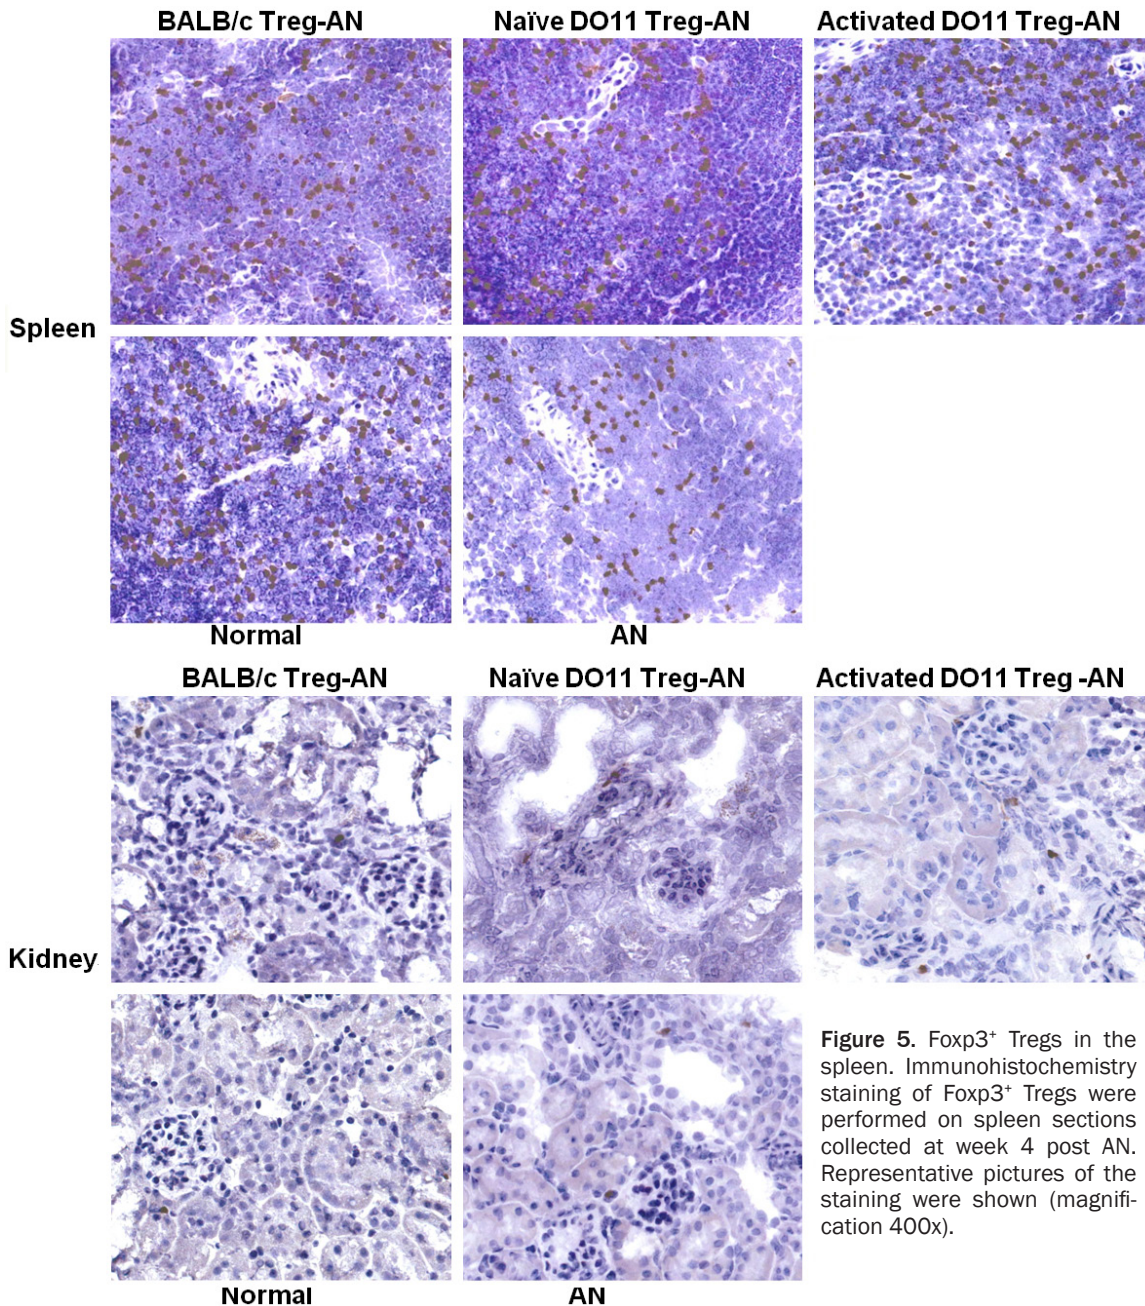 BALB/c Treg-AN
Naïve DO11 Treg-AN
Activated DO11 Treg-AN
Spleen
Normal
AN
BALB/c Treg-AN
Naïve DO11 Treg-AN
Activated DO11 Treg -AN
Kidney
Figure 5. Foxp3⁺ Tregs in the
spleen. Immunohistochemistry
staining of Foxp3⁺ Tregs were
performed on spleen sections
collected at week 4 post AN.
Representative pictures of the
staining were shown (magnifi-
cation 400x).
Normal
AN